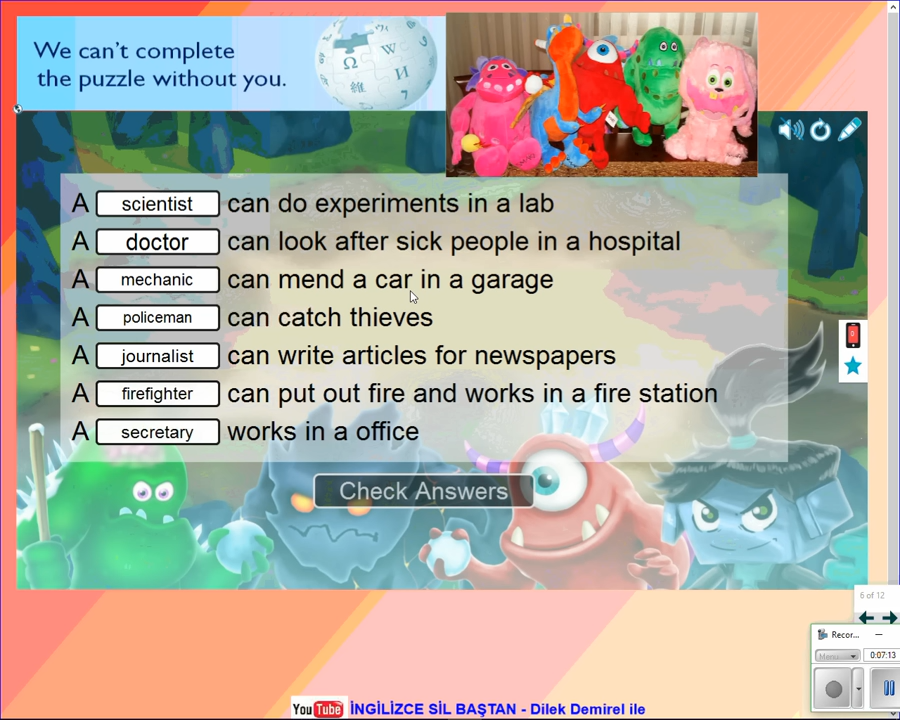 We can't complete
the puzzle without you.
Ω W
維 И
A scientist can do experiments in a lab
A doctor can look after sick people in a hospital
A mechanic can mend a car in a garage
A policeman can catch thieves
A journalist can write articles for newspapers
A firefighter can put out fire and works in a fire station
A secretary works in a office
Check Answers
6 of 12
Recor...
Menu
0:07:13
YouTube İNGİLİZCE SİL BAŞTAN - Dilek Demirel ile